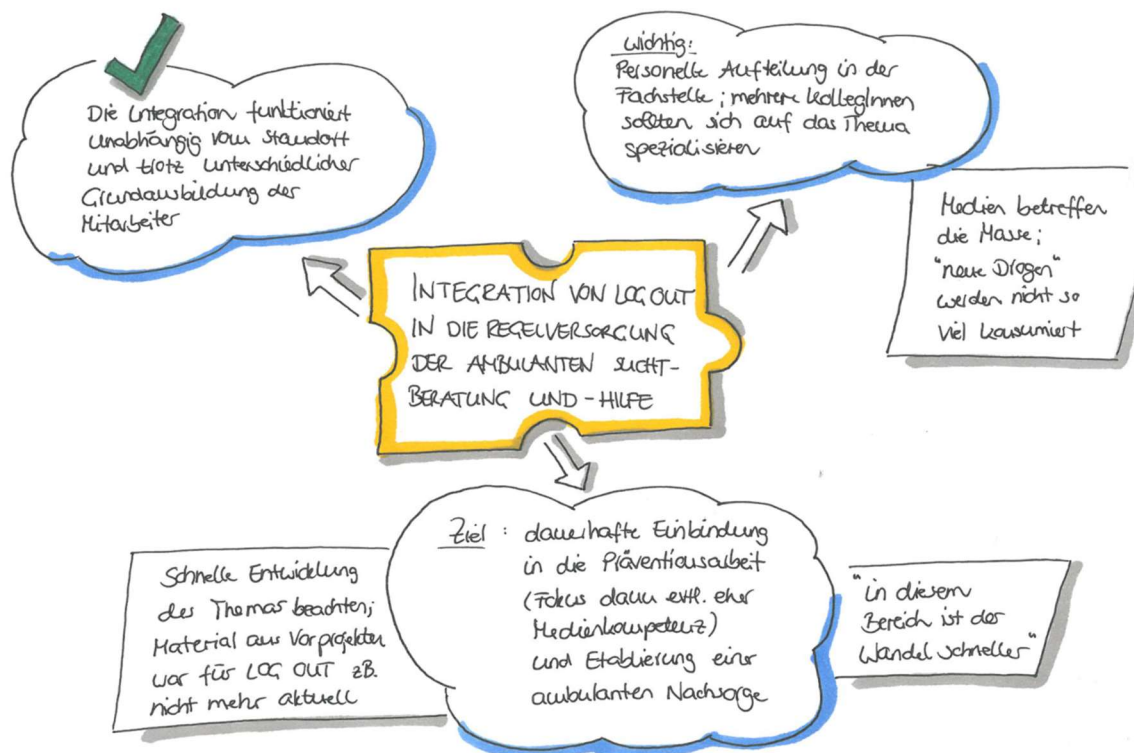 Die Integration funktioniert
unabhängig vom Standort
und trotz unterschiedlicher
Grundausbildung der
Mitarbeiter
wichtig:
Personelle Aufteilung in der
Fachstelle; mehrere KollegInnen
sollten sich auf das Thema
spezialisieren
Medien betreffen
die Masse;
"neue Drogen"
werden nicht so
viel konsumiert
INTEGRATION VON LOG OUT
IN DIE REGELVERSORGUNG
DER AMBULANTEN SUCHT-
BERATUNG UND -HILFE
Ziel: dauerhafte Einbindung
in die Präventionsarbeit
(Fokus dann evtl. eher
Medienkompetenz)
und Etablierung einer
ambulanten Nachsorge
Schnelle Entwicklung
des Themas beachten;
Material aus Vorprojekten
war für LOG OUT zB.
nicht mehr aktuell
"in diesem
Bereich ist der
Wandel schneller"